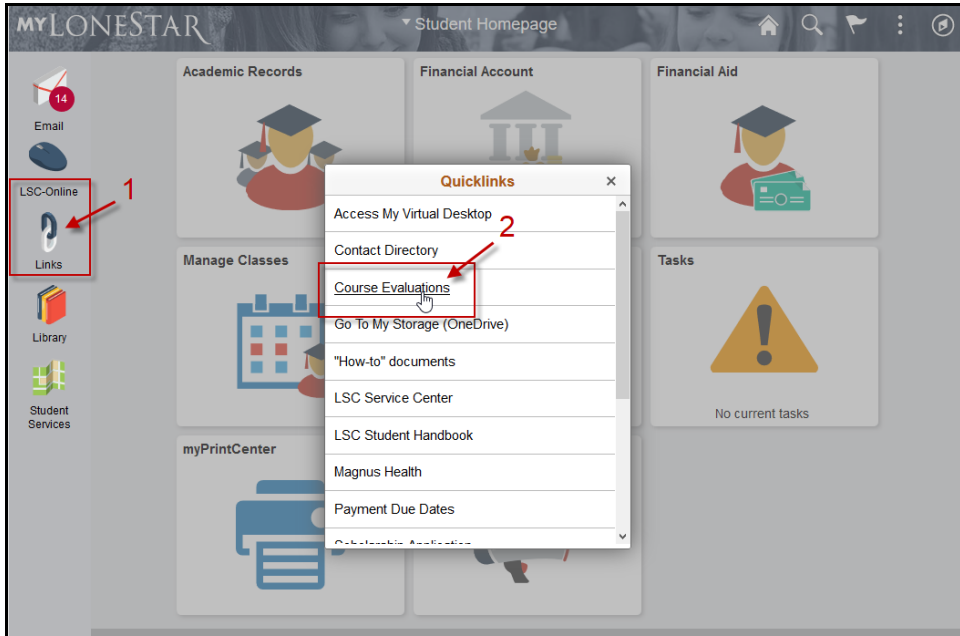 MYLONESTAR
Student Homepage
14
Email
LSC-Online
Links
Library
Student
Services
1
Academic Records
Financial Account
Financial Aid
Manage Classes
Tasks
No current tasks
myPrintCenter
Quicklinks ×
Access My Virtual Desktop
2
Contact Directory
Course Evaluations
Go To My Storage (OneDrive)
"How-to" documents
LSC Service Center
LSC Student Handbook
Magnus Health
Payment Due Dates
Scholarship Application